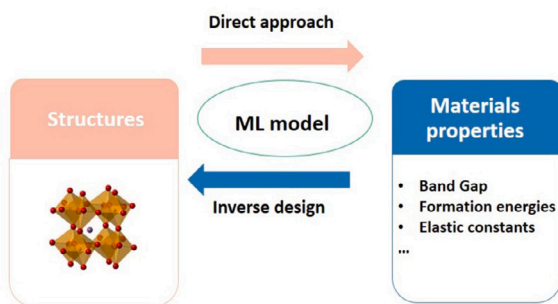 Direct approach
Structures
ML model
Materials
properties
Inverse design
• Band Gap
• Formation energies
• Elastic constants
...